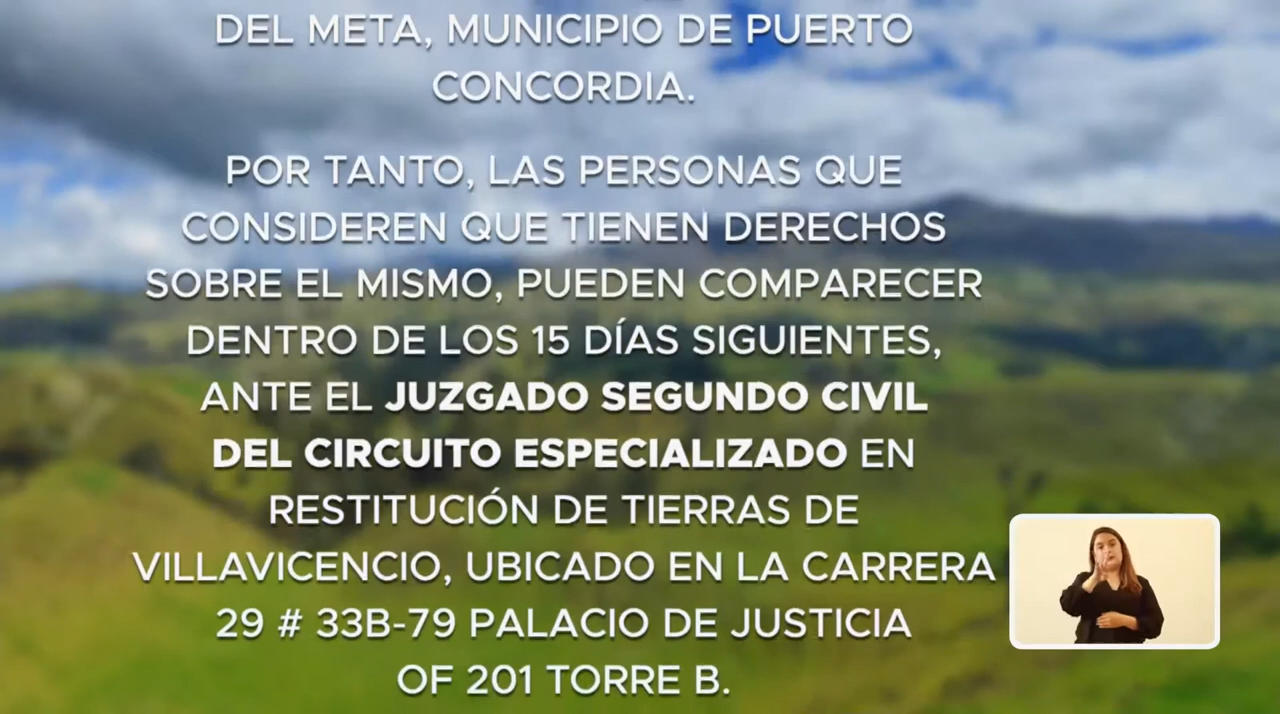 DEL META, MUNICIPIO DE PUERTO
CONCORDIA.
POR TANTO, LAS PERSONAS QUE
CONSIDEREN QUE TIENEN DERECHOS
SOBRE EL MISMO, PUEDEN COMPARECER
DENTRO DE LOS 15 DÍAS SIGUIENTES,
ANTE EL JUZGADO SEGUNDO CIVIL
DEL CIRCUITO ESPECIALIZADO EN
RESTITUCIÓN DE TIERRAS DE
VILLAVICENCIO, UBICADO EN LA CARRERA
29 # 33B-79 PALACIO DE JUSTICIA
OF 201 TORRE B.